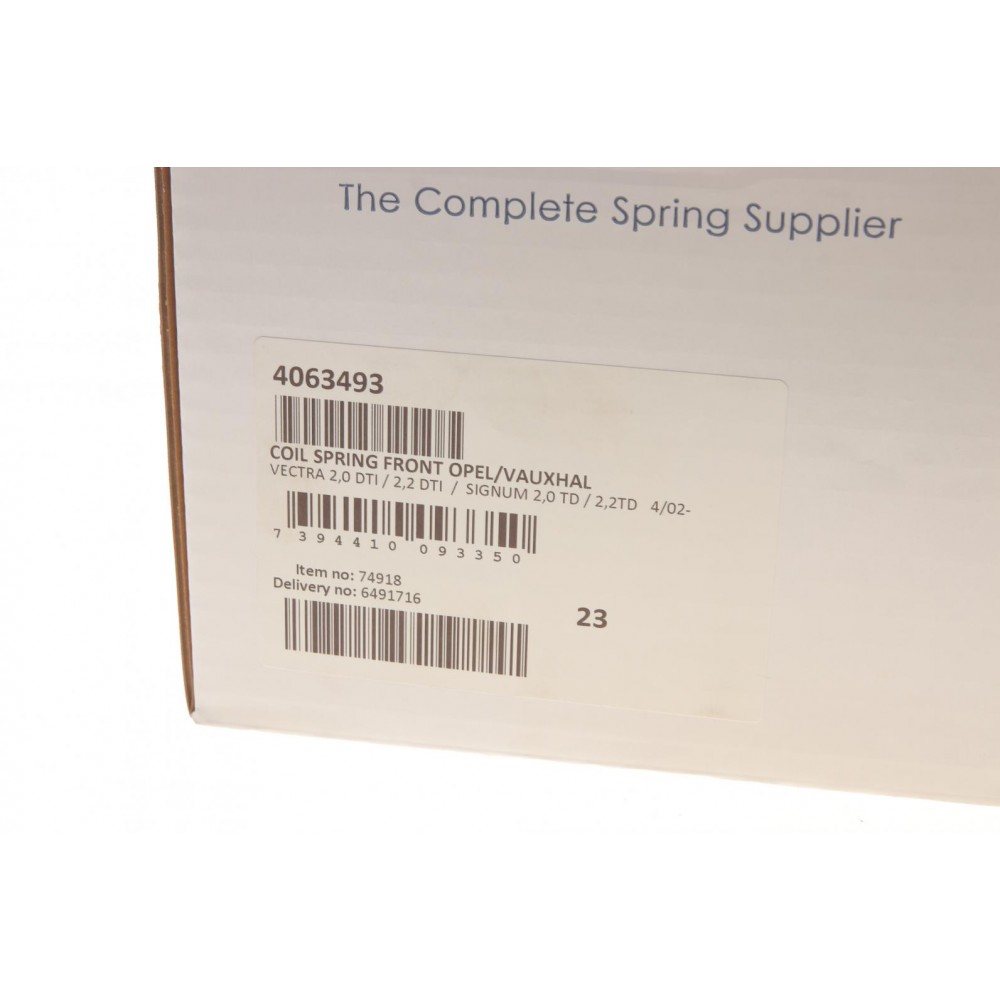 The Complete Spring Supplier
4063493
COIL SPRING FRONT OPEL/VAUXHAL
VECTRA 2,0 DTI / 2,2 DTI / SIGNUM 2,0 TD / 2,2TD 4/02-
7 394410 093350
Item no: 74918
Delivery no: 6491716
23